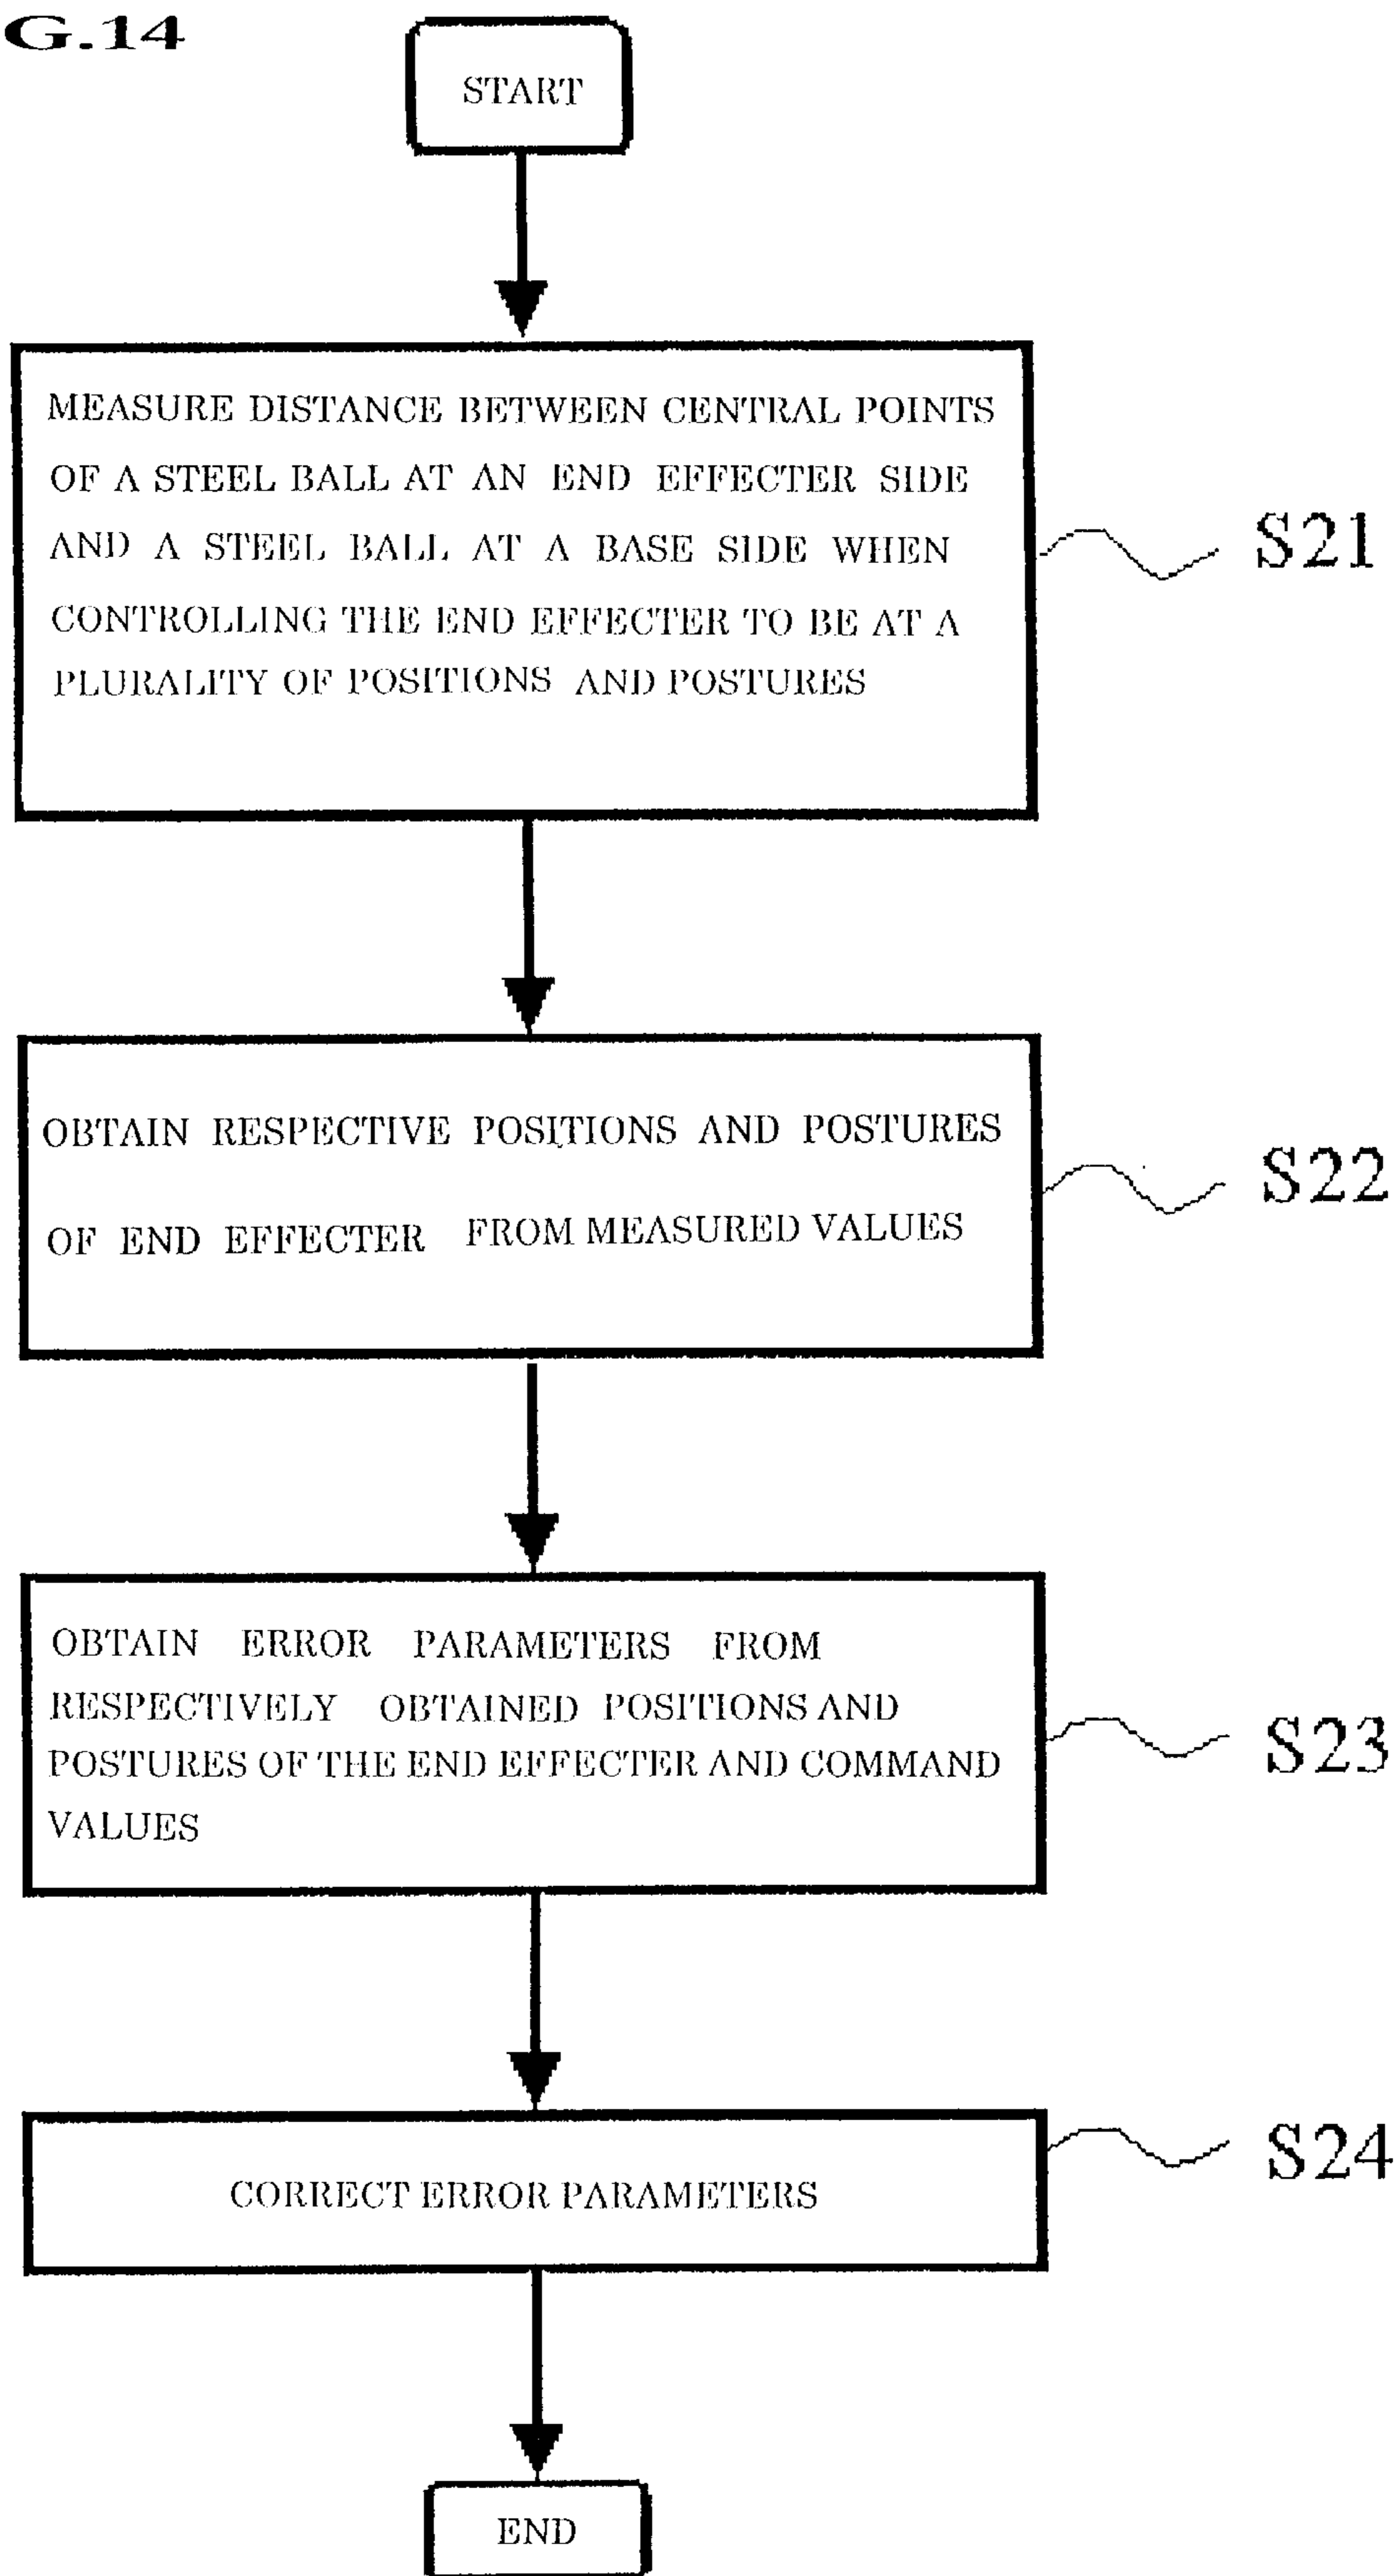 G.14
START
MEASURE DISTANCE BETWEEN CENTRAL POINTS
OF A STEEL BALL AT AN END EFFECTER SIDE
AND A STEEL BALL AT A BASE SIDE WHEN
CONTROLLING THE END EFFECTER TO BE AT A
PLURALITY OF POSITIONS AND POSTURES
S21
OBTAIN RESPECTIVE POSITIONS AND POSTURES
OF END EFFECTER FROM MEASURED VALUES
S22
OBTAIN ERROR PARAMETERS FROM
RESPECTIVELY OBTAINED POSITIONS AND
POSTURES OF THE END EFFECTER AND COMMAND
VALUES
S23
CORRECT ERROR PARAMETERS
S24
END